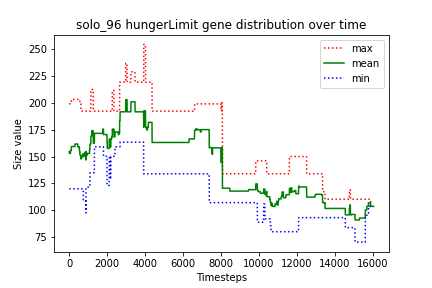 solo_96 hungerLimit gene distribution over time
max
mean
min
Size value
250
225
200
175
150
125
100
75
0 2000 4000 6000 8000 10000 12000 14000 16000
Timesteps